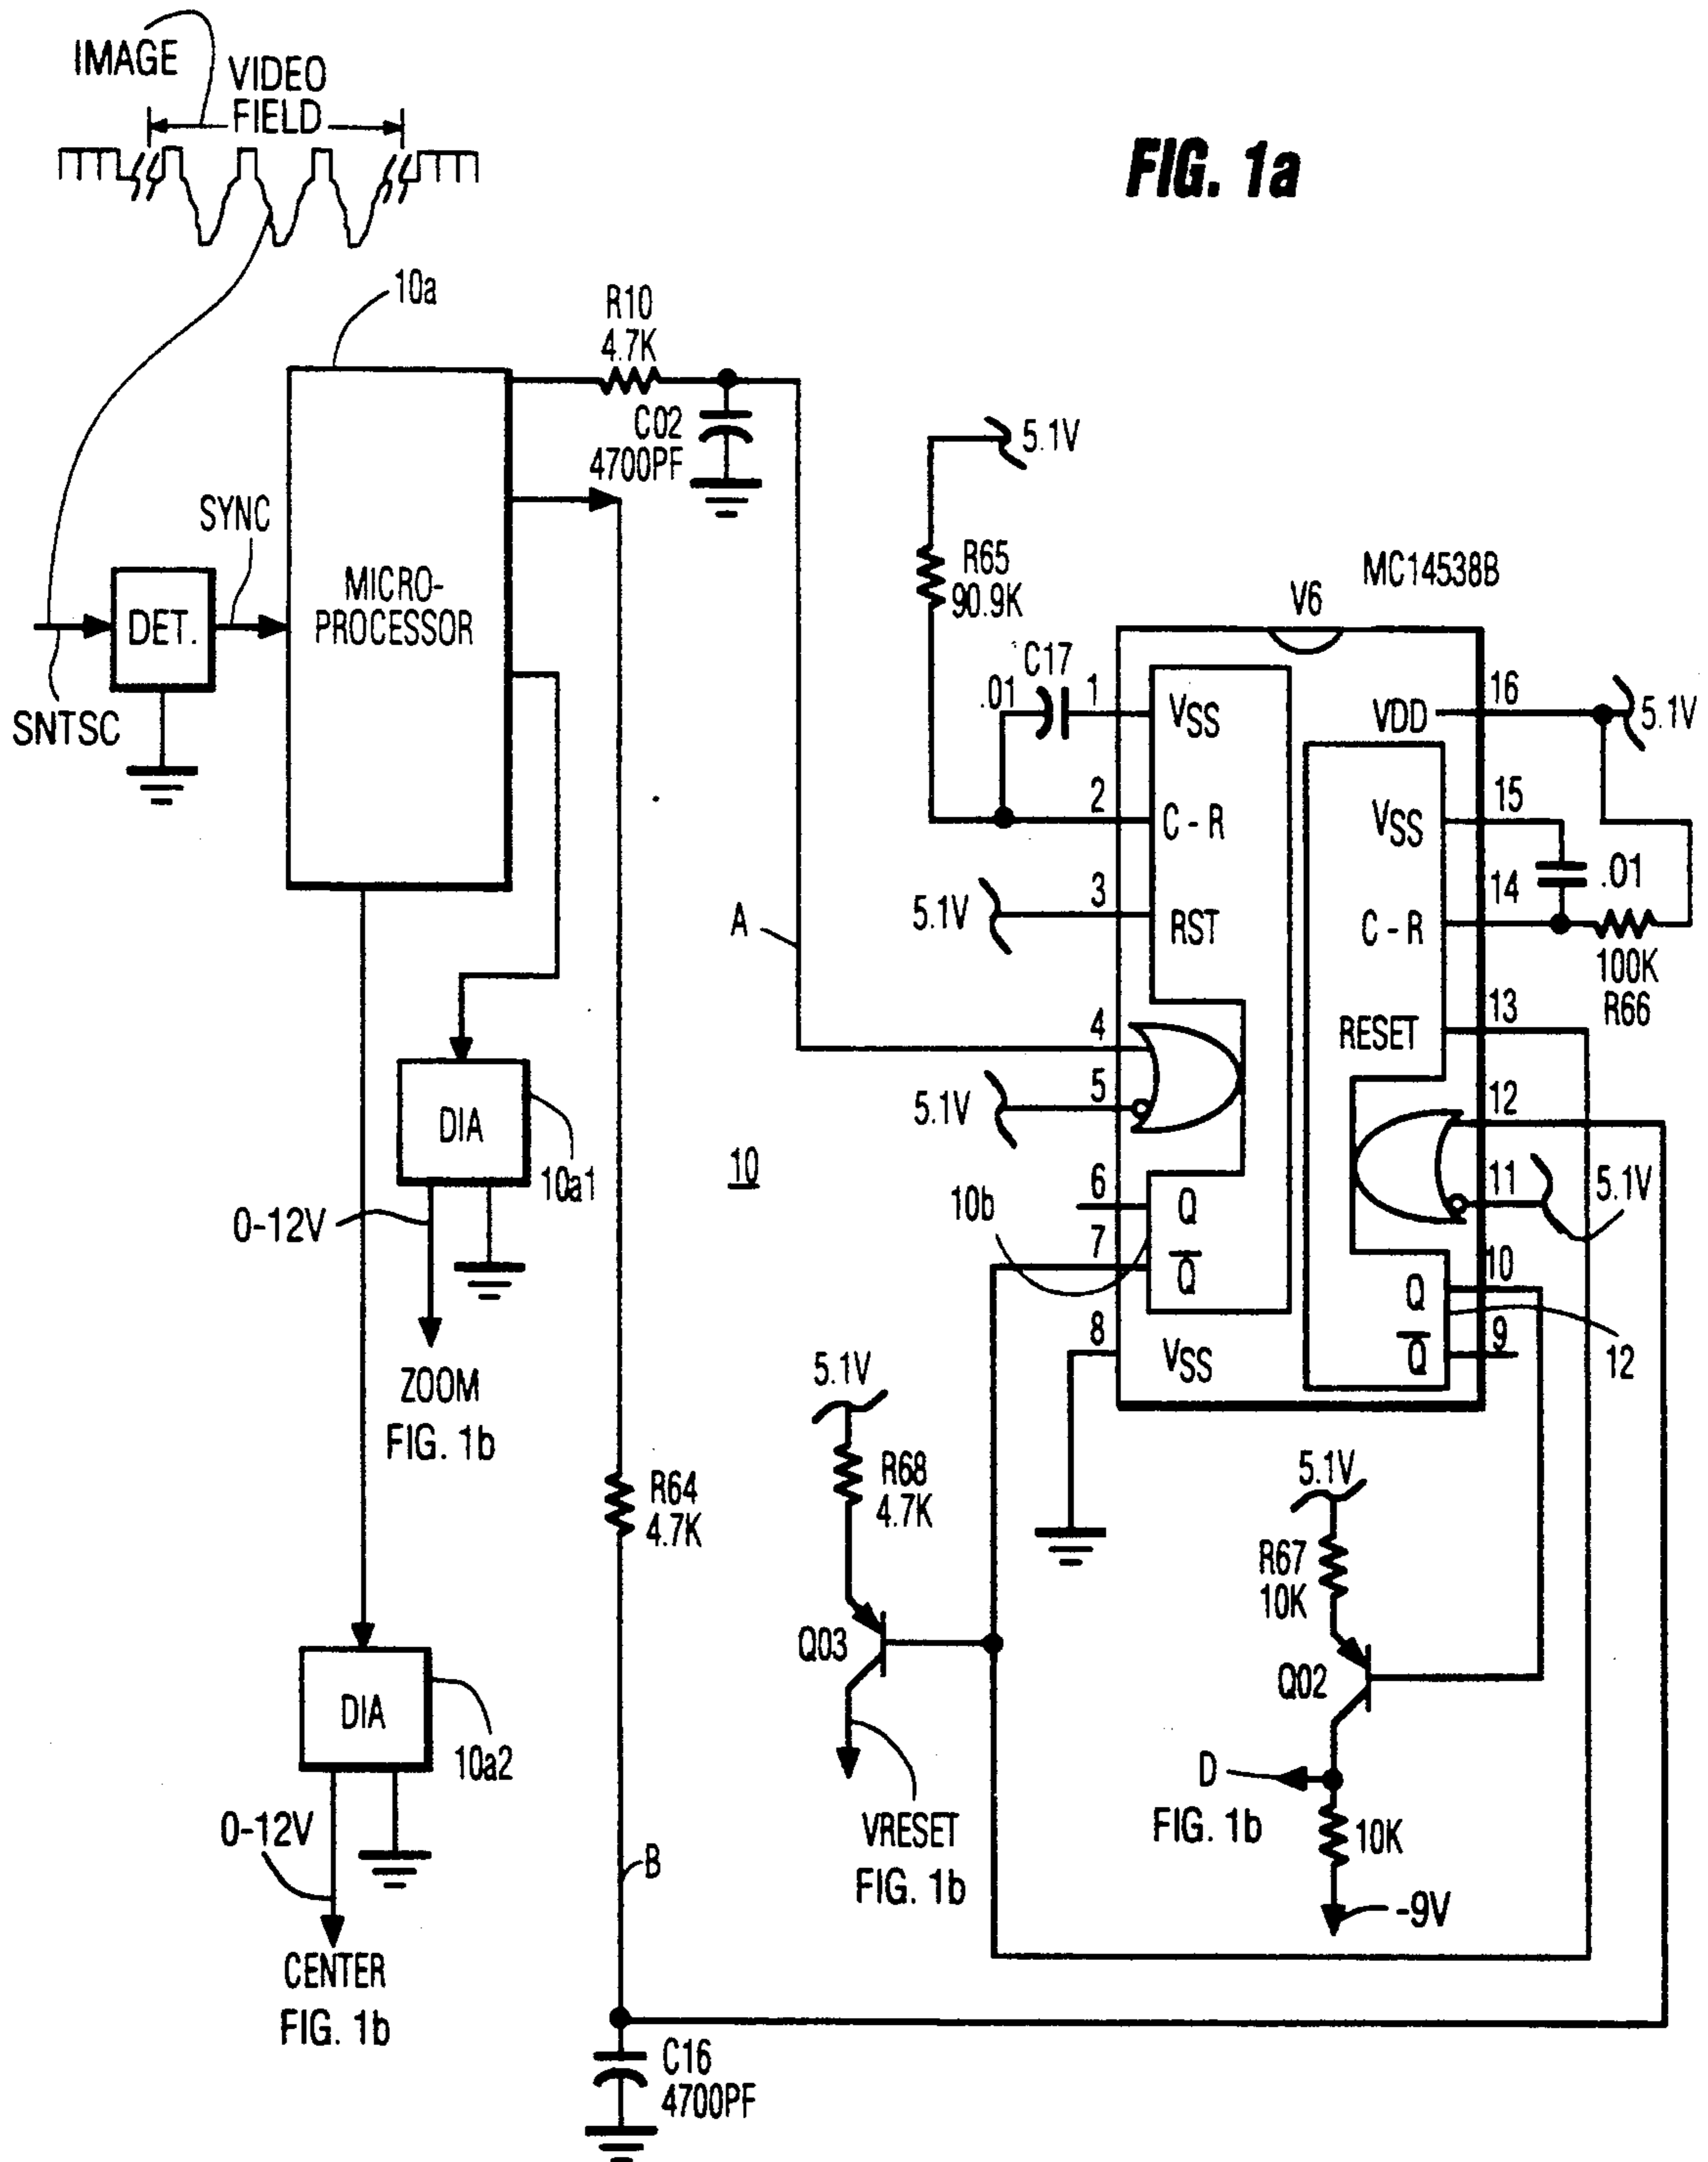 IMAGE
VIDEO
FIELD
FIG. 1a
10a
R10
4.7K
C02
4700PF
5.1V
SYNC
R65
90.9K
MC14538B
V6
MICRO-
PROCESSOR
DET.
SNTSC
C17
.01
1
VSS
16
VDD
5.1V
2
C - R
15
VSS
14
.01
C - R
3
5.1V
RST
100K
R66
A
13
RESET
4
5
5.1V
12
11
5.1V
DIA
10a1
10
0-12V
10b
6
Q
7
Q̅
10
Q
9
Q̅
12
8
VSS
ZOOM
FIG. 1b
5.1V
R68
4.7K
5.1V
R64
4.7K
R67
10K
Q03
Q02
DIA
10a2
D
FIG. 1b
10K
0-12V
VRESET
FIG. 1b
B
-9V
CENTER
FIG. 1b
C16
4700PF